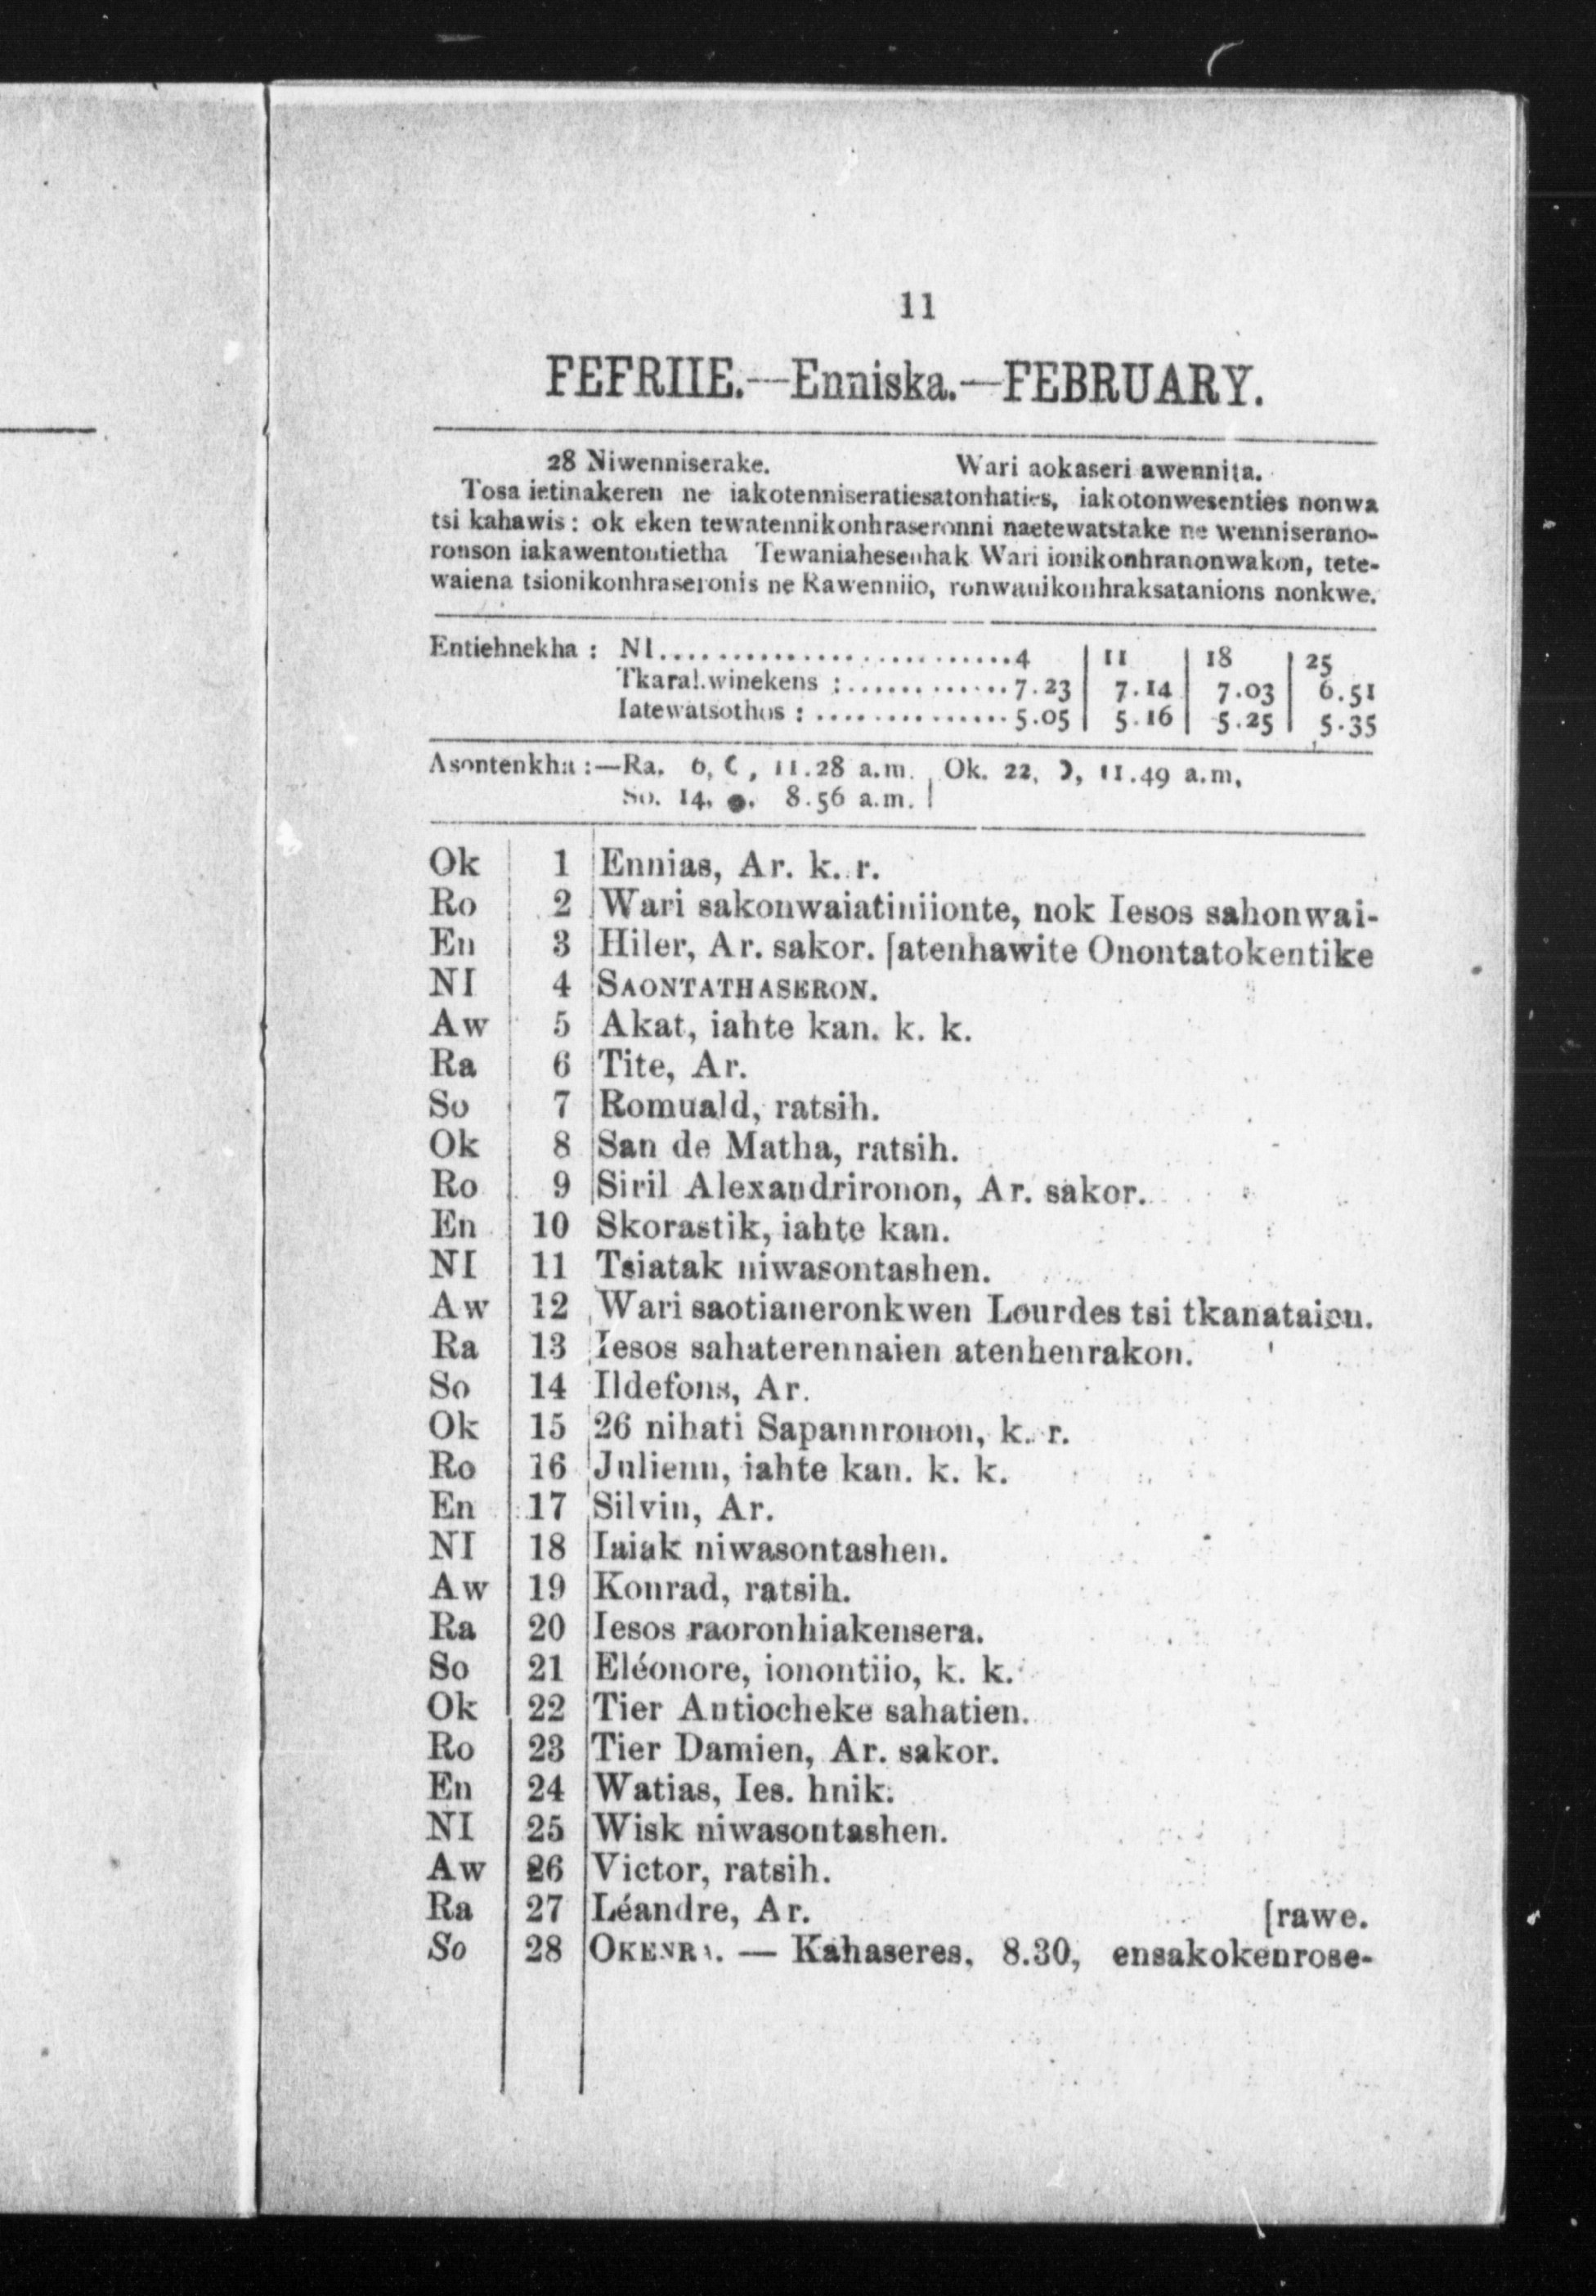 11
FEFRIIE.—Enniska.—FEBRUARY.
28 Niwenniserake. Wari aokaseri awennita.
Tosa ietinakeren ne iakotenniseratiesatonhaties, iakotonwesenties nonwa
tsi kahawis: ok eken tewatennikonhraseronni naetewatstake ne wenniserano-
ronson iakawentontietha Tewaniahesenhak Wari ionikonhranonwakon, tete-
waiena tsionikonhraseronis ne Rawenniio, ronwanikonhraksatanions nonkwe.
Entiehnekha : NI..........................4 | 11 | 18 | 25
Tkarahwinekens :............7.23 | 7.14 | 7.03 | 6.51
Iatewatsothos : ...............5.05 | 5.16 | 5.25 | 5.35
Asontenkha :—Ra. 6, ☾, 11.28 a.m. Ok. 22, ☽, 11.49 a.m,
So. 14, ●, 8.56 a.m.
Ok 1 Ennias, Ar. k. r.
Ro 2 Wari sakonwaiatiniionte, nok Iesos sahonwai-
En 3 Hiler, Ar. sakor. [atenhawite Onontatokentike
NI 4 SAONTATHASERON.
Aw 5 Akat, iahte kan. k. k.
Ra 6 Tite, Ar.
So 7 Romuald, ratsih.
Ok 8 San de Matha, ratsih.
Ro 9 Siril Alexandrironon, Ar. sakor.
En 10 Skorastik, iahte kan.
NI 11 Tsiatak niwasontashen.
Aw 12 Wari saotianeronkwen Lourdes tsi tkanataien.
Ra 13 Iesos sahaterennaien atenhenrakon.
So 14 Ildefons, Ar.
Ok 15 26 nihati Sapannronon, k. r.
Ro 16 Julienn, iahte kan. k. k.
En 17 Silvin, Ar.
NI 18 Iaiak niwasontashen.
Aw 19 Konrad, ratsih.
Ra 20 Iesos raoronhiakensera.
So 21 Eléonore, ionontiio, k. k.
Ok 22 Tier Antiocheke sahatien.
Ro 23 Tier Damien, Ar. sakor.
En 24 Watias, Ies. hnik.
NI 25 Wisk niwasontashen.
Aw 26 Victor, ratsih.
Ra 27 Léandre, Ar. [rawe.
So 28 OKENRA. — Kahaseres, 8.30, ensakokenrose-